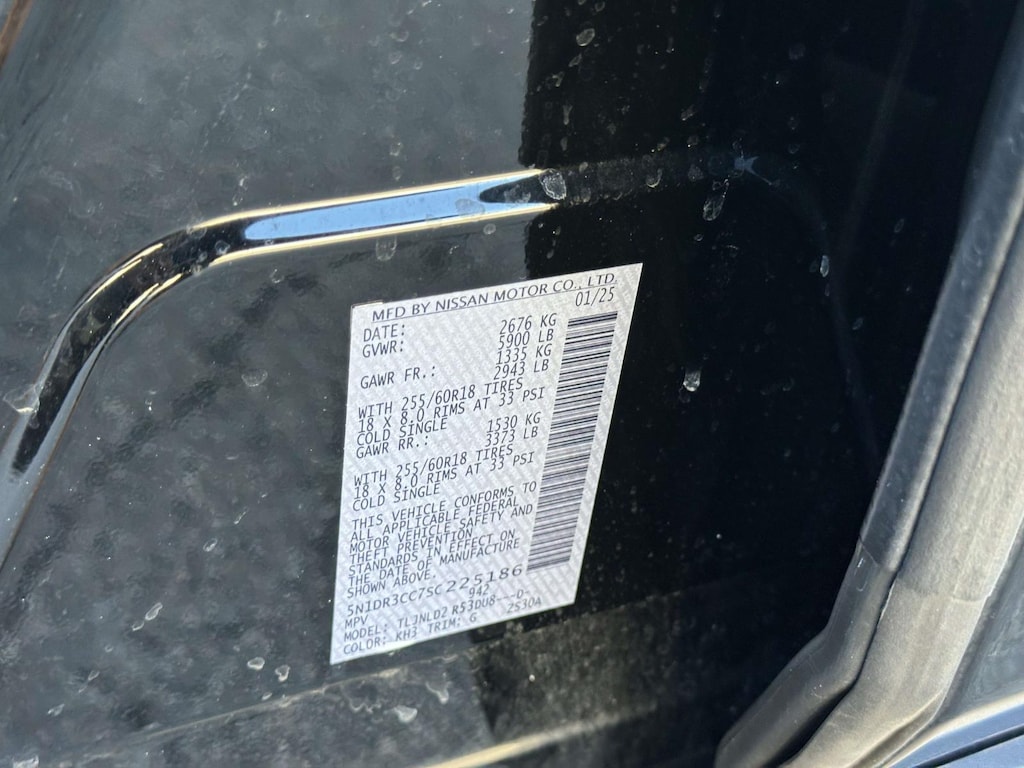 MFD BY NISSAN MOTOR CO., LTD.
DATE: 01/25
GVWR: 2676 KG
5900 LB
GAWR FR.: 1335 KG
2943 LB
WITH 255/60R18 TIRES
18 X 8.0 RIMS AT 33 PSI
COLD SINGLE
GAWR RR.: 1530 KG
3373 LB
WITH 255/60R18 TIRES
18 X 8.0 RIMS AT 33 PSI
COLD SINGLE
THIS VEHICLE CONFORMS TO
ALL APPLICABLE FEDERAL
MOTOR VEHICLE SAFETY AND
THEFT PREVENTION
STANDARDS IN EFFECT ON
THE DATE OF MANUFACTURE
SHOWN ABOVE.
5N1DR3CC7SC225186
MPV 942
MODEL: TLJNLD2 R53DU8---D-
COLOR: KH3 TRIM: G 2530A